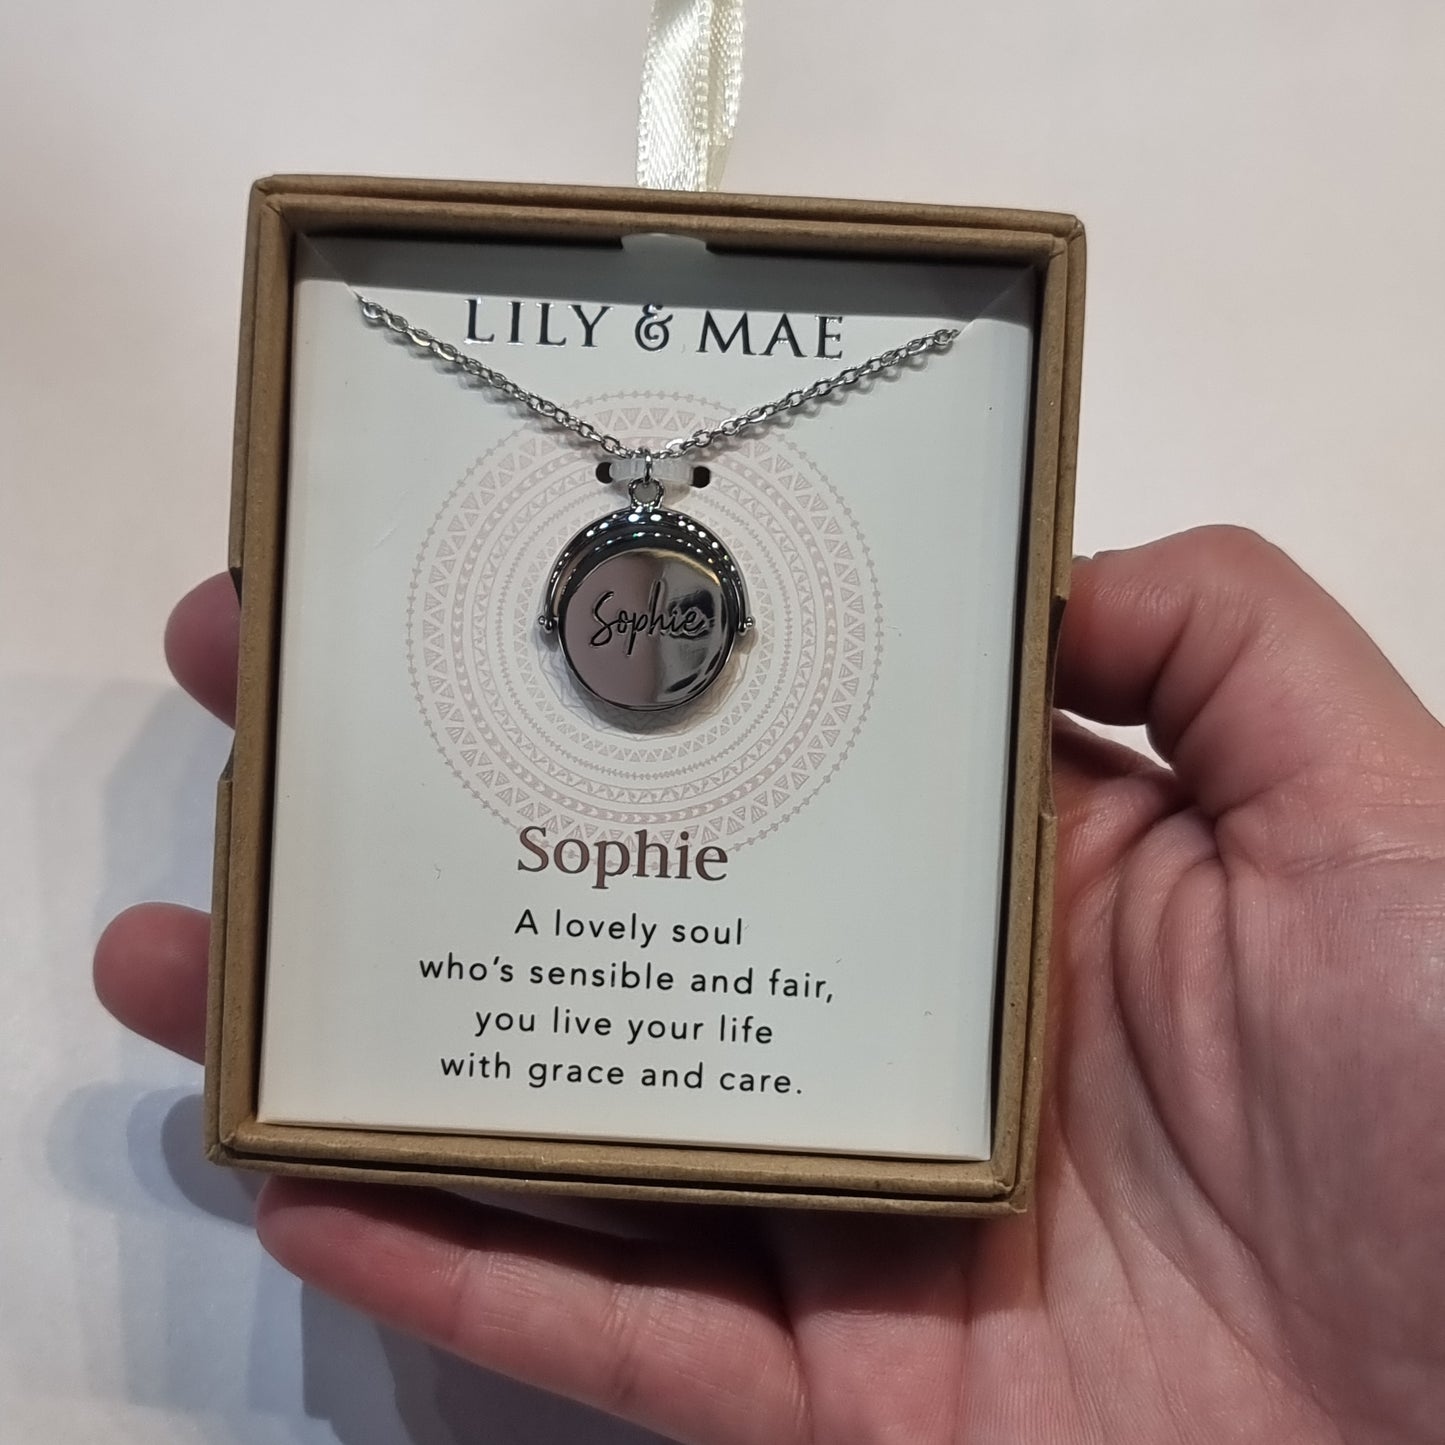 LILY & MAE
Sophie
Sophie
A lovely soul
who's sensible and fair,
you live your life
with grace and care.